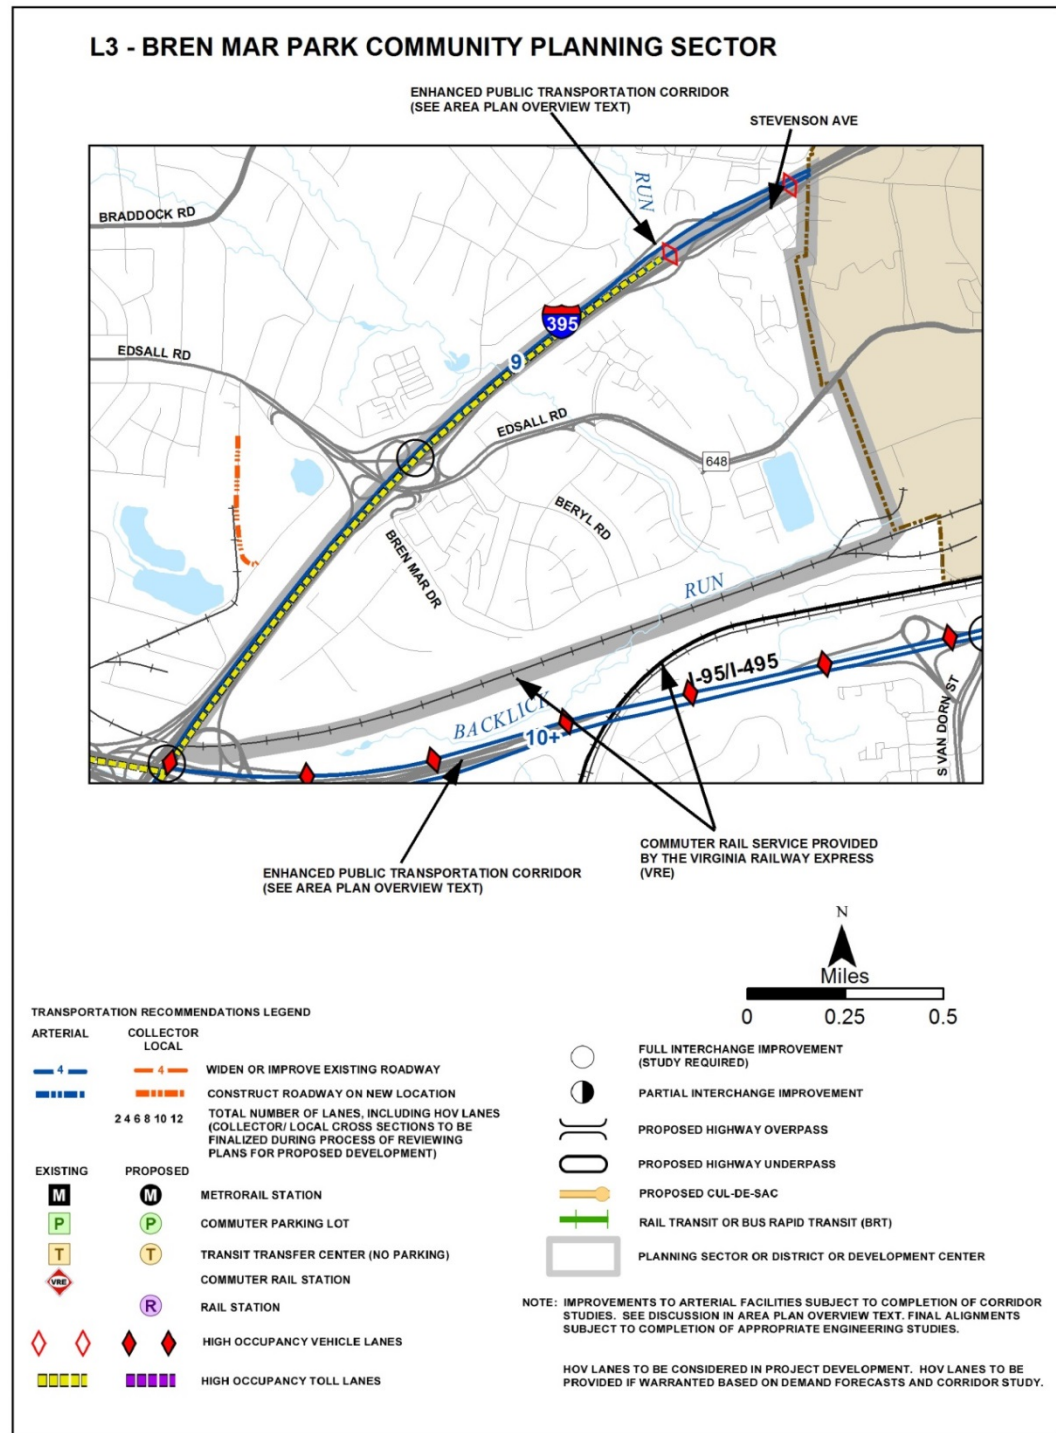 L3 - BREN MAR PARK COMMUNITY PLANNING SECTOR
ENHANCED PUBLIC TRANSPORTATION CORRIDOR
(SEE AREA PLAN OVERVIEW TEXT)
STEVENSON AVE
BRADDOCK RD
RUN
395
EDSALL RD
9
EDSALL RD
648
BERYL RD
BREN MAR DR
RUN
I-95/I-495
BACKLICK
10+
S VAN DORN ST
COMMUTER RAIL SERVICE PROVIDED
BY THE VIRGINIA RAILWAY EXPRESS
(VRE)
ENHANCED PUBLIC TRANSPORTATION CORRIDOR
(SEE AREA PLAN OVERVIEW TEXT)
N
Miles
0 0.25 0.5
TRANSPORTATION RECOMMENDATIONS LEGEND
ARTERIAL COLLECTOR
LOCAL
4 4 WIDEN OR IMPROVE EXISTING ROADWAY
CONSTRUCT ROADWAY ON NEW LOCATION
2 4 6 8 10 12 TOTAL NUMBER OF LANES, INCLUDING HOV LANES
(COLLECTOR/ LOCAL CROSS SECTIONS TO BE
FINALIZED DURING PROCESS OF REVIEWING
PLANS FOR PROPOSED DEVELOPMENT)
EXISTING PROPOSED
M M METRORAIL STATION
P P COMMUTER PARKING LOT
T T TRANSIT TRANSFER CENTER (NO PARKING)
VRE COMMUTER RAIL STATION
R RAIL STATION
HIGH OCCUPANCY VEHICLE LANES
HIGH OCCUPANCY TOLL LANES
FULL INTERCHANGE IMPROVEMENT
(STUDY REQUIRED)
PARTIAL INTERCHANGE IMPROVEMENT
PROPOSED HIGHWAY OVERPASS
PROPOSED HIGHWAY UNDERPASS
PROPOSED CUL-DE-SAC
RAIL TRANSIT OR BUS RAPID TRANSIT (BRT)
PLANNING SECTOR OR DISTRICT OR DEVELOPMENT CENTER
NOTE: IMPROVEMENTS TO ARTERIAL FACILITIES SUBJECT TO COMPLETION OF CORRIDOR
STUDIES. SEE DISCUSSION IN AREA PLAN OVERVIEW TEXT. FINAL ALIGNMENTS
SUBJECT TO COMPLETION OF APPROPRIATE ENGINEERING STUDIES.
HOV LANES TO BE CONSIDERED IN PROJECT DEVELOPMENT. HOV LANES TO BE
PROVIDED IF WARRANTED BASED ON DEMAND FORECASTS AND CORRIDOR STUDY.